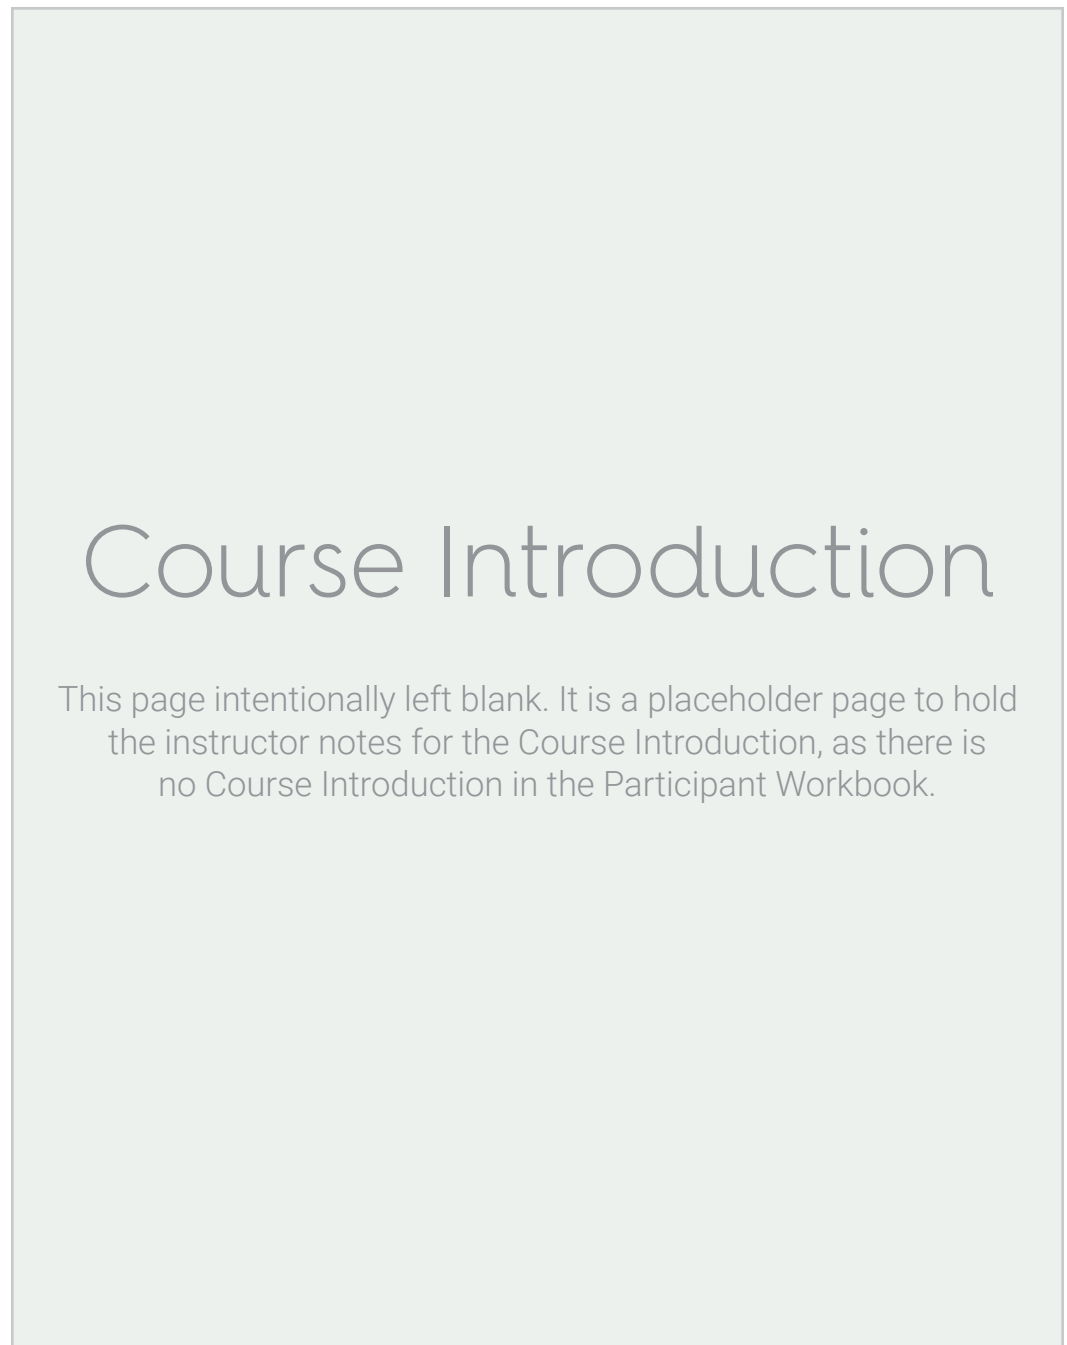 Course Introduction
This page intentionally left blank. It is a placeholder page to hold
the instructor notes for the Course Introduction, as there is
no Course Introduction in the Participant Workbook.